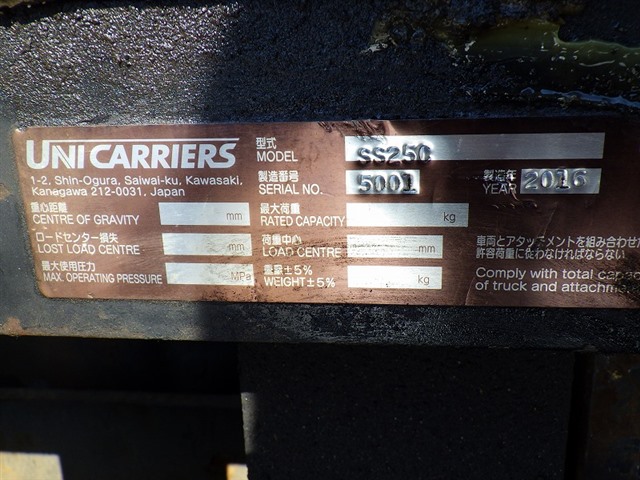 UNICARRIERS
1-2, Shin-Ogura, Saiwai-ku, Kawasaki,
Kanagawa 212-0031, Japan
型式
MODEL SS250
製造番号
SERIAL NO. 5001
製造年
YEAR 2016
重心距離
CENTRE OF GRAVITY mm
最大荷重
RATED CAPACITY kg
ロードセンター損失
LOST LOAD CENTRE mm
荷重中心
LOAD CENTRE mm
最大使用圧力
MAX. OPERATING PRESSURE MPa
重量±5%
WEIGHT±5% kg
車両とアタッチメントを組み合わせた
許容荷重に従わなければならない
Comply with total capac
of truck and attachme